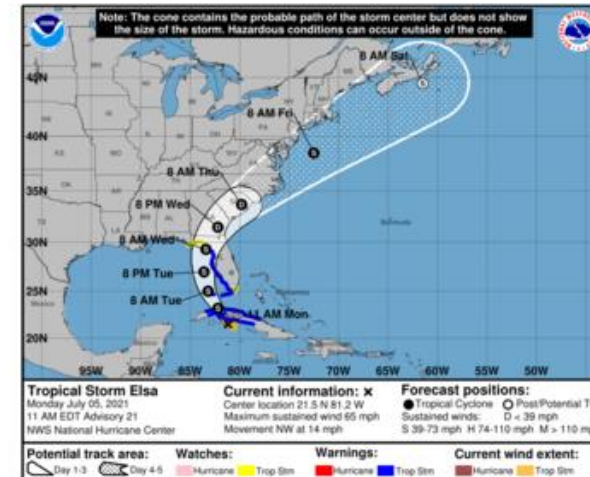 Note: The cone contains the probable path of the storm center but does not show
the size of the storm. Hazardous conditions can occur outside of the cone.
NOAA
8 AM Sat
45N
8 AM Fri
40N
8 AM Thu
35N
8 PM Wed
30N
8 AM Wed
8 PM Tue
25N
8 AM Tue
11 AM Mon
20N
Bermuda
Bahamas
Mexico
95W 90W 85W 80W 75W 70W 65W 60W 55W 50W
Tropical Storm Elsa
Monday July 05, 2021
11 AM EDT Advisory 21
NWS National Hurricane Center
Current information: x
Center location 21.5 N 81.2 W
Maximum sustained wind 65 mph
Movement NW at 14 mph
Forecast positions:
Tropical Cyclone Post/Potential T
Sustained winds: D < 39 mph
S 39-73 mph H 74-110 mph M > 110 mp
Potential track area:
Day 1-3 Day 4-5
Watches:
Hurricane Trop Stm
Warnings:
Hurricane Trop Stm
Current wind extent:
Hurricane Trop Stm